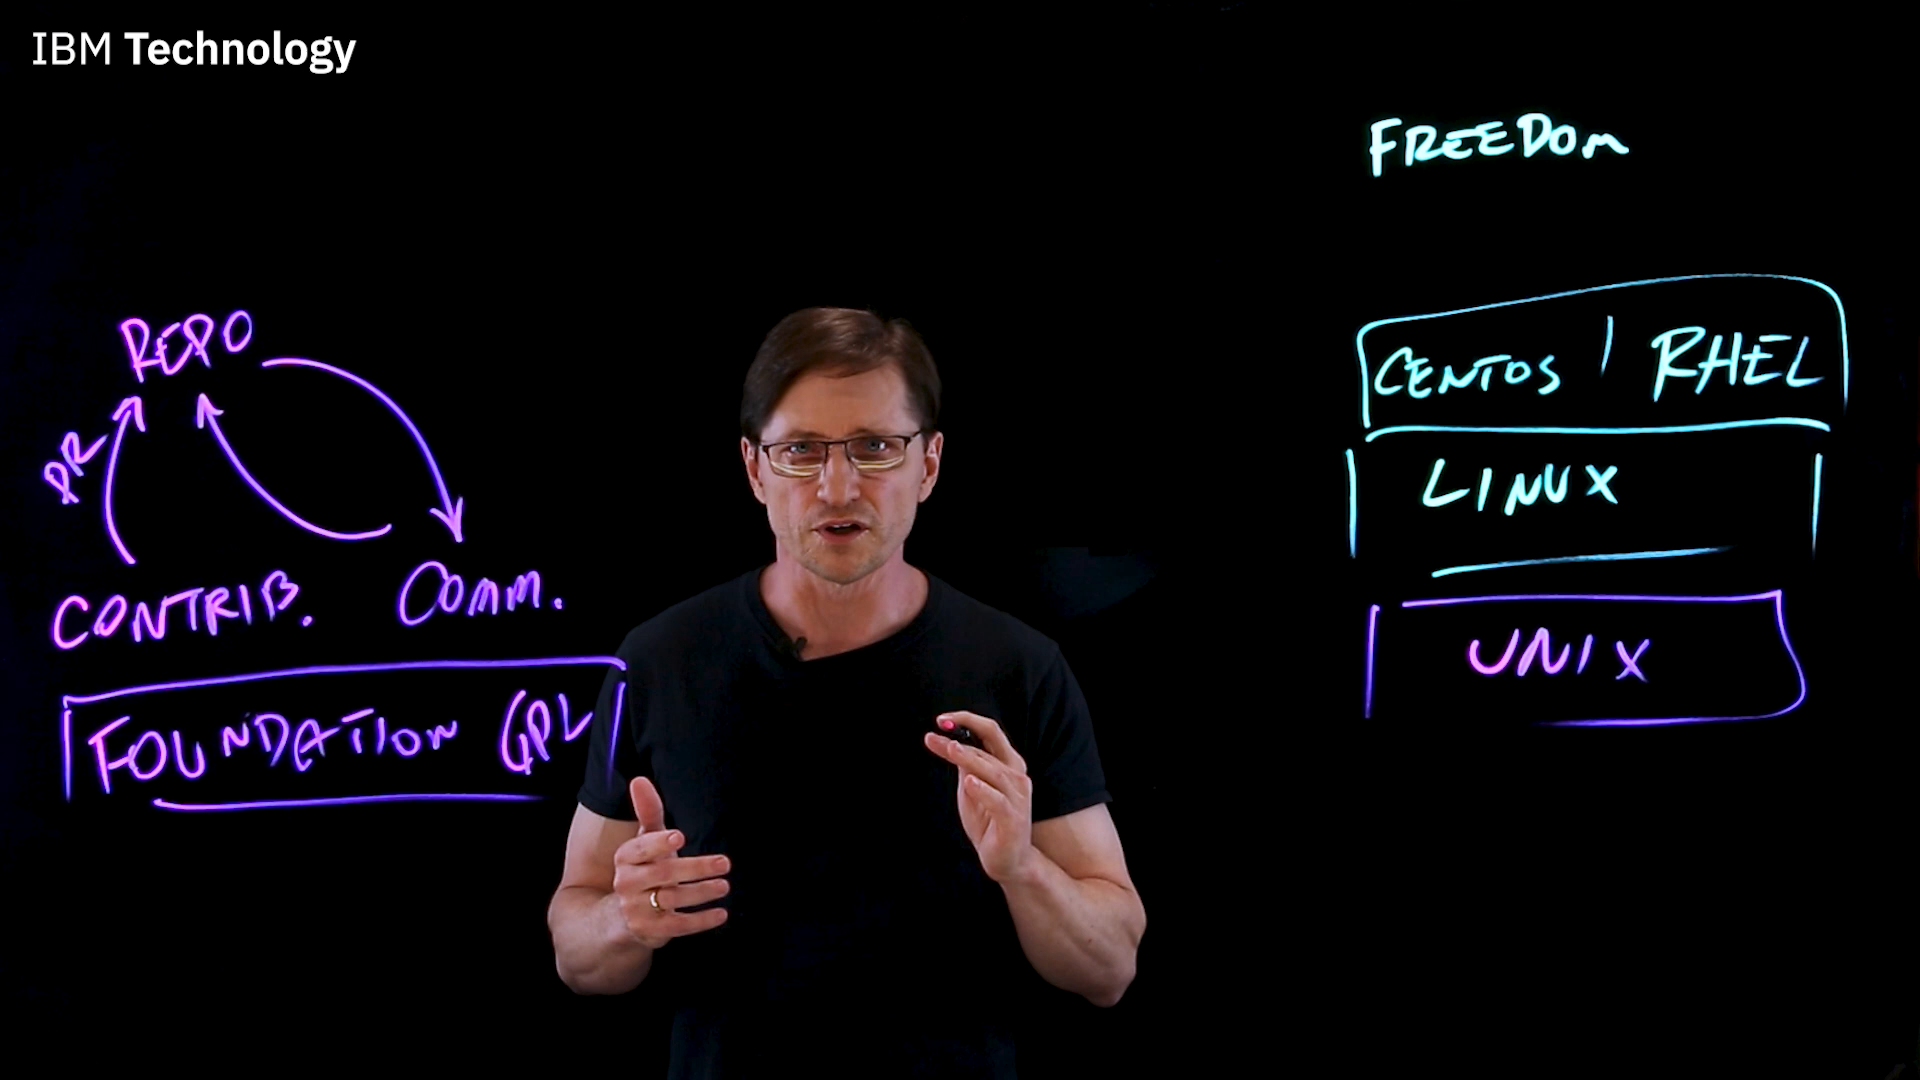 IBM Technology
FREEDOM
REPO
PR
CONTRIB.
COMM.
FOUNDATION GPL
CENTOS | RHEL
LINUX
UNIX